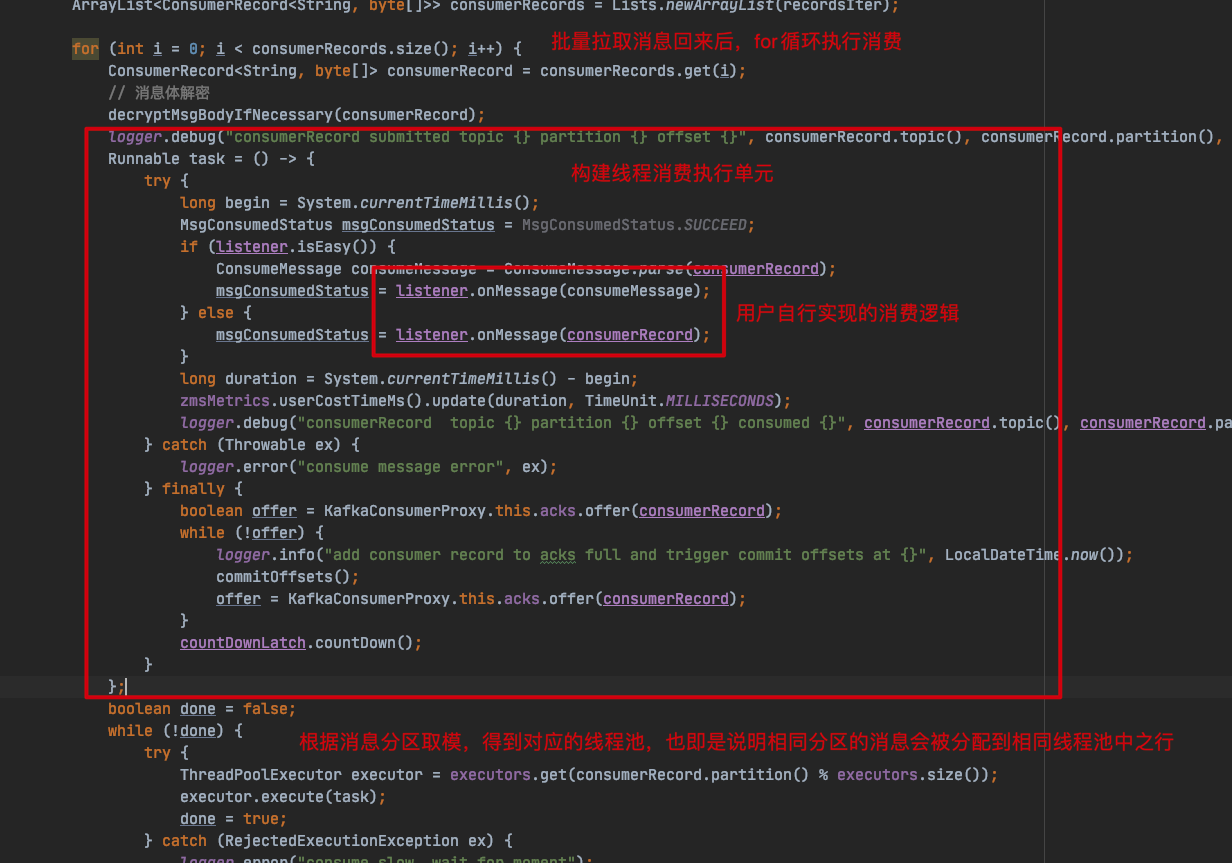 ArrayList<ConsumerRecord<String, byte[]>> consumerRecords = Lists.newArrayList(recordsIter);
for (int i = 0; i < consumerRecords.size(); i++) { 批量拉取消息回来后，for循环执行消费
ConsumerRecord<String, byte[]> consumerRecord = consumerRecords.get(i);
// 消息体解密
decryptMsgBodyIfNecessary(consumerRecord);
logger.debug("consumerRecord submitted topic {} partition {} offset {}", consumerRecord.topic(), consumerRecord.partition(),
Runnable task = () -> {
构建线程消费执行单元
try {
long begin = System.currentTimeMillis();
MsgConsumedStatus msgConsumedStatus = MsgConsumedStatus.SUCCEED;
if (listener.isEasy()) {
ConsumeMessage consumeMessage = ConsumeMessage.parse(consumerRecord);
msgConsumedStatus = listener.onMessage(consumeMessage);
} else { 用户自行实现的消费逻辑
msgConsumedStatus = listener.onMessage(consumerRecord);
}
long duration = System.currentTimeMillis() - begin;
zmsMetrics.userCostTimeMs().update(duration, TimeUnit.MILLISECONDS);
logger.debug("consumerRecord  topic {} partition {} offset {} consumed {}", consumerRecord.topic(), consumerRecord.pa
} catch (Throwable ex) {
logger.error("consume message error", ex);
} finally {
boolean offer = KafkaConsumerProxy.this.acks.offer(consumerRecord);
while (!offer) {
logger.info("add consumer record to acks full and trigger commit offsets at {}", LocalDateTime.now());
commitOffsets();
offer = KafkaConsumerProxy.this.acks.offer(consumerRecord);
}
countDownLatch.countDown();
}
};
boolean done = false;
while (!done) {
根据消息分区取模，得到对应的线程池，也即是说明相同分区的消息会被分配到相同线程池中之行
try {
ThreadPoolExecutor executor = executors.get(consumerRecord.partition() % executors.size());
executor.execute(task);
done = true;
} catch (RejectedExecutionException ex) {
logger.error("consume slow, wait for moment");